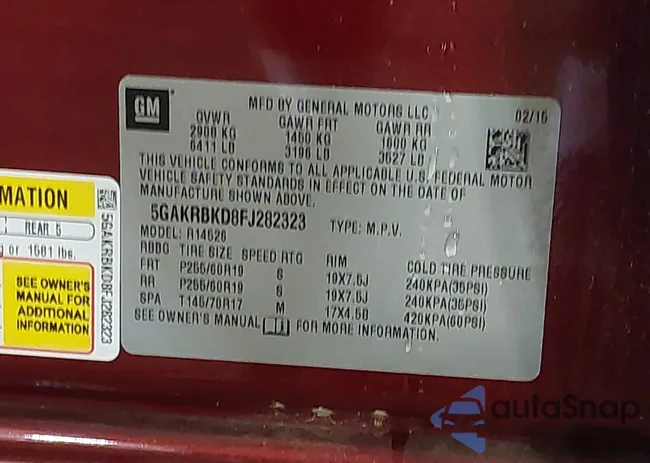 GM
MFD BY GENERAL MOTORS LLC
02/15
GVWR GAWR FRT GAWR RR
2908 KG 1450 KG 1600 KG
6411 LB 3196 LB 3527 LB
THIS VEHICLE CONFORMS TO ALL APPLICABLE U.S. FEDERAL MOTOR
VEHICLE SAFETY STANDARDS IN EFFECT ON THE DATE OF
MANUFACTURE SHOWN ABOVE.
5GAKRBKD8FJ282323 TYPE: M.P.V.
MODEL: R14526
TIRE SIZE SPEED RTG RIM COLD TIRE PRESSURE
FRT P255/60R19 S 19X7.5J 240KPA(35PSI)
RR P255/60R19 S 19X7.5J 240KPA(35PSI)
SPA T145/70R17 M 17X4.5B 420KPA(60PSI)
SEE OWNER'S MANUAL FOR MORE INFORMATION.
MATION
REAR 5
g or 1581 lbs.
SEE OWNER'S
MANUAL FOR
ADDITIONAL
INFORMATION
5GAKRBKD8FJ282323
autoSnap